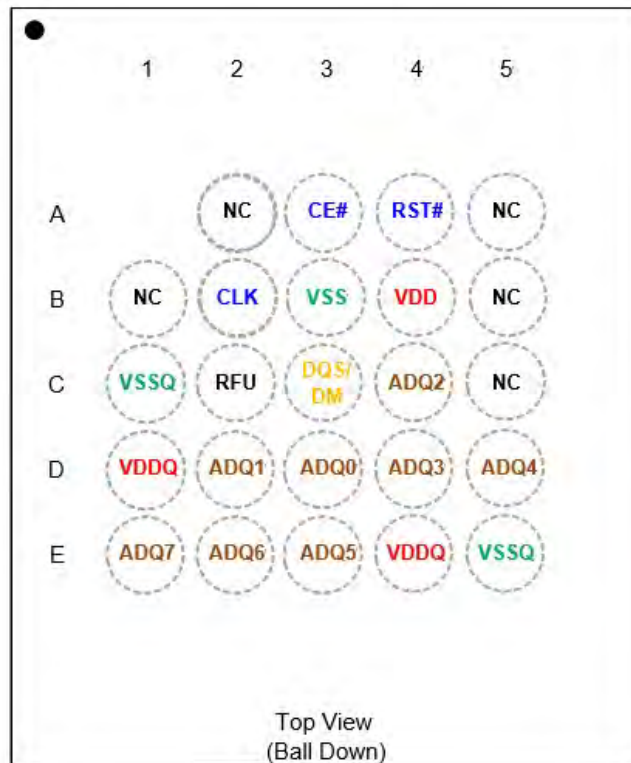 1 2 3 4 5
A NC CE# RST# NC
B NC CLK VSS VDD NC
C VSSQ RFU DQS/ ADQ2 NC
DM
D VDDQ ADQ1 ADQ0 ADQ3 ADQ4
E ADQ7 ADQ6 ADQ5 VDDQ VSSQ
Top View
(Ball Down)